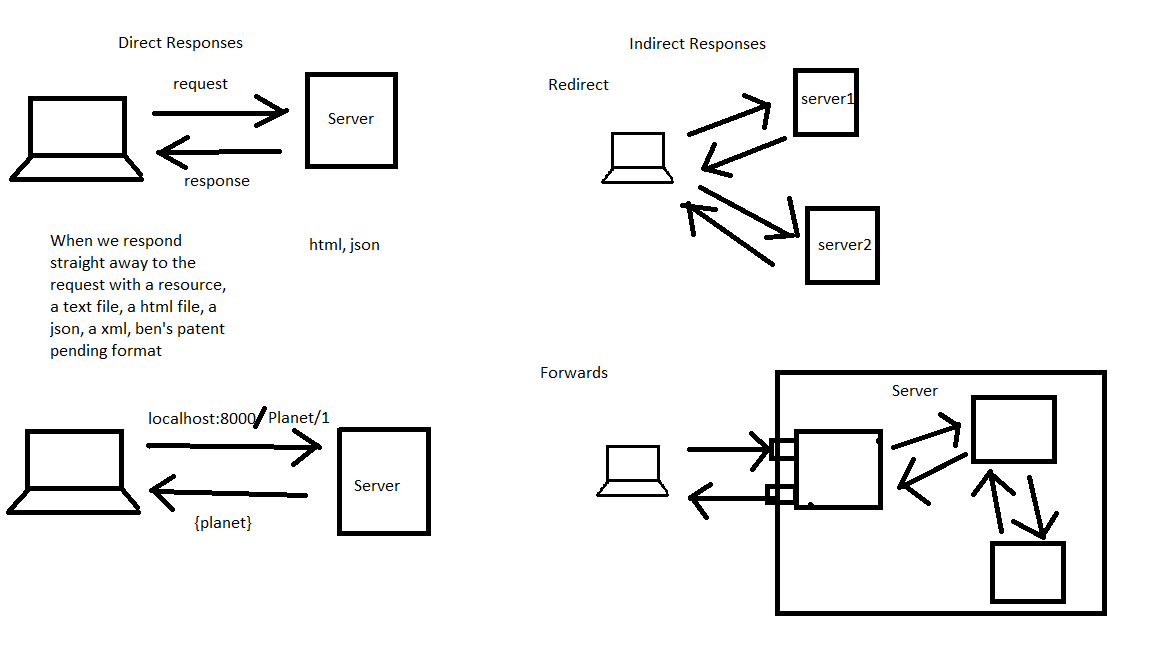 Direct Responses
request
Server
response
When we respond
straight away to the
request with a resource,
a text file, a html file, a
json, a xml, ben's patent
pending format
html, json
localhost:8000/Planet/1
Server
{planet}
Indirect Responses
Redirect
server1
server2
Forwards
Server